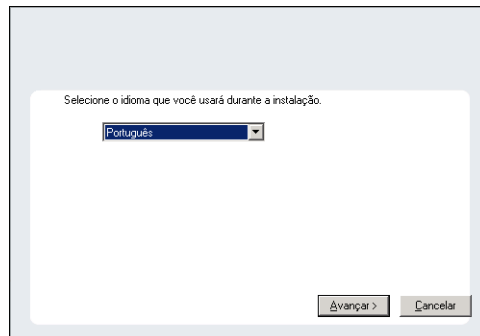 Selecione o idioma que você usará durante a instalação.
Português
Avançar >
Cancelar